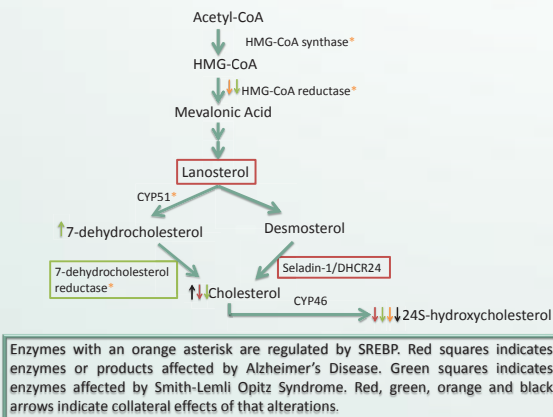 Acetyl-CoA
HMG-CoA synthase*
HMG-CoA
HMG-CoA reductase*
Mevalonic Acid
Lanosterol
CYP51*
7-dehydrocholesterol
Desmosterol
7-dehydrocholesterol
reductase*
Seladin-1/DHCR24
Cholesterol
CYP46
24S-hydroxycholesterol
Enzymes with an orange asterisk are regulated by SREBP. Red squares indicates
enzymes or products affected by Alzheimer's Disease. Green squares indicates
enzymes affected by Smith-Lemli Opitz Syndrome. Red, green, orange and black
arrows indicate collateral effects of that alterations.